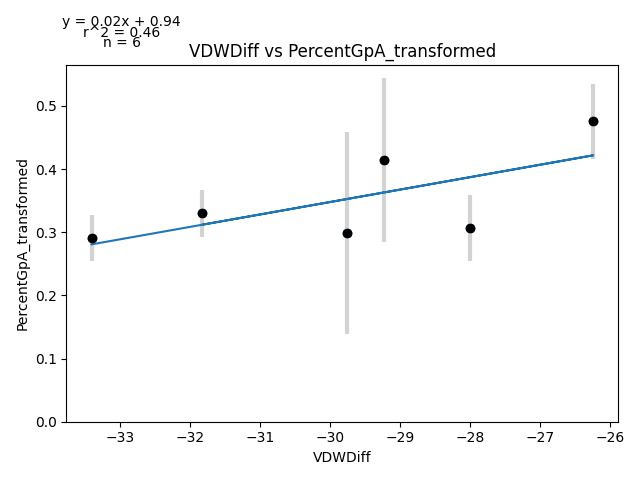 y = 0.02x + 0.94
r^2 = 0.46
n = 6
VDWDiff vs PercentGpA_transformed
PercentGpA_transformed
0.5
0.4
0.3
0.2
0.1
0.0
−33 −32 −31 −30 −29 −28 −27 −26
VDWDiff